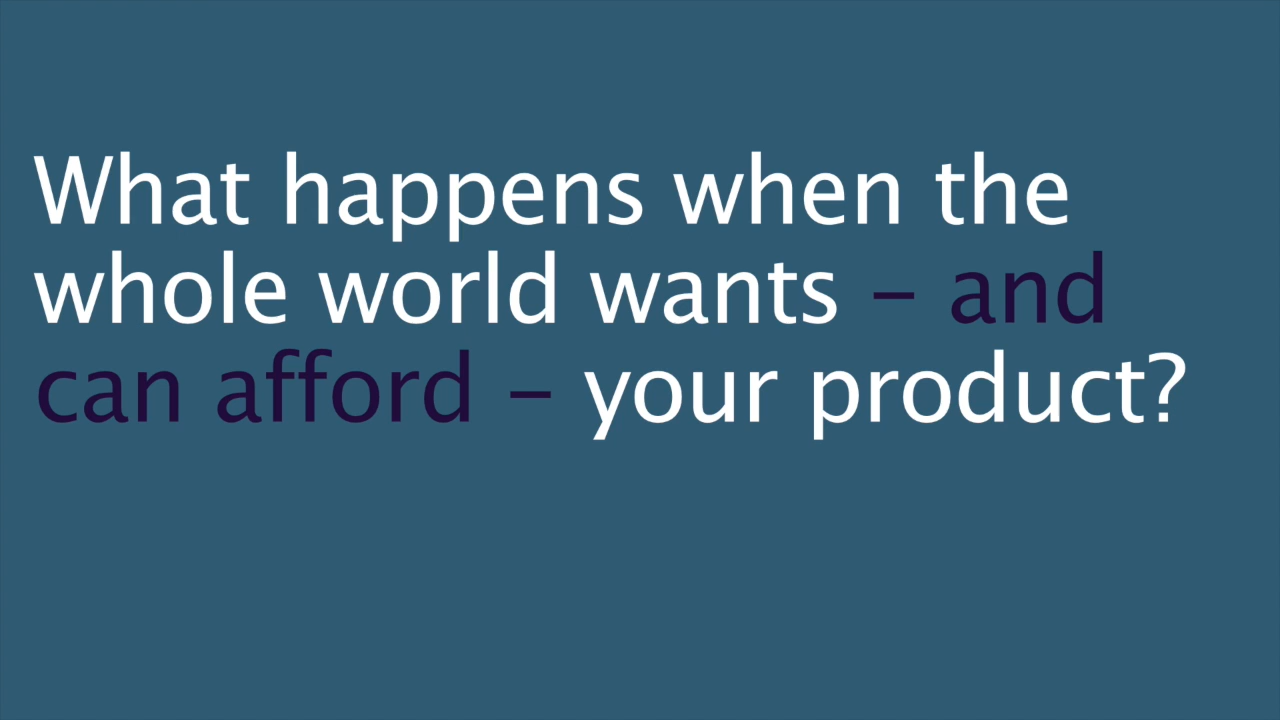 What happens when the
whole world wants – and
can afford – your product?